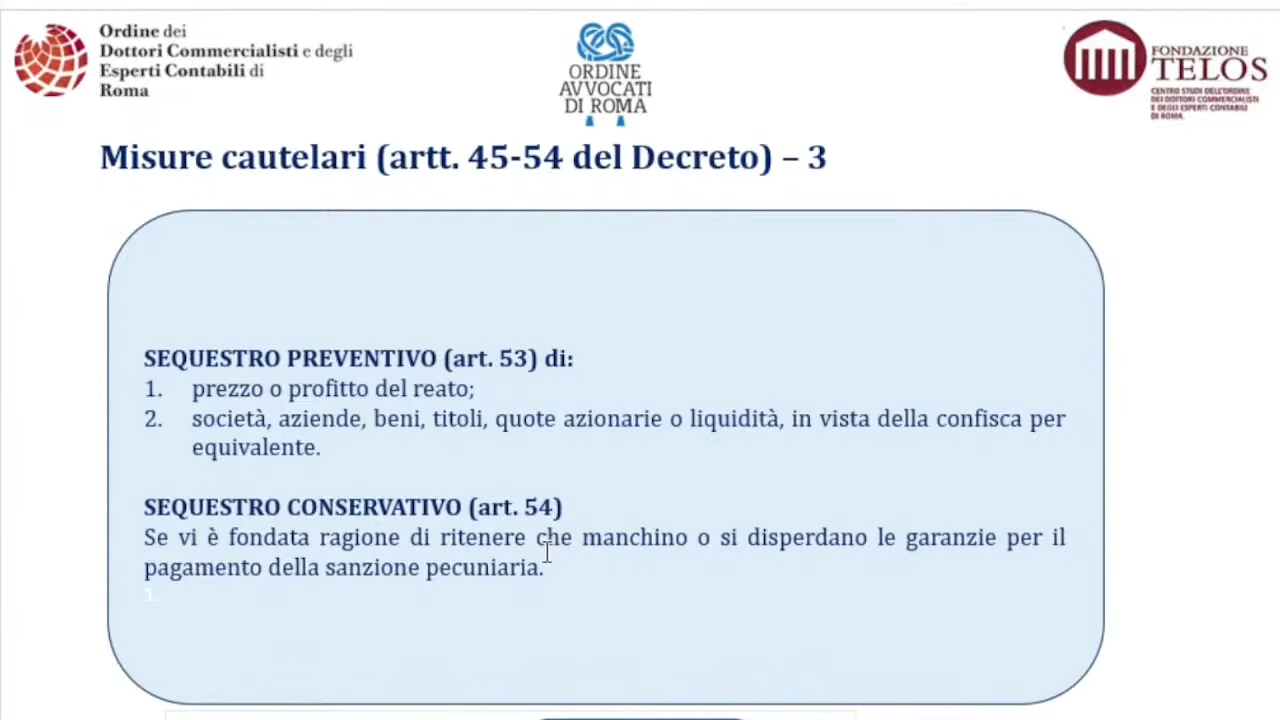 Ordine dei
Dottori Commercialisti e degli
Esperti Contabili di
Roma
ORDINE
AVVOCATI
DI ROMA
FONDAZIONE
TELOS
CENTRO STUDI DELL'ORDINE
DEI DOTTORI COMMERCIALISTI
E DEGLI ESPERTI CONTABILI
DI ROMA
Misure cautelari (artt. 45-54 del Decreto) – 3
SEQUESTRO PREVENTIVO (art. 53) di:
1. prezzo o profitto del reato;
2. società, aziende, beni, titoli, quote azionarie o liquidità, in vista della confisca per
equivalente.
SEQUESTRO CONSERVATIVO (art. 54)
Se vi è fondata ragione di ritenere che manchino o si disperdano le garanzie per il
pagamento della sanzione pecuniaria.
1.